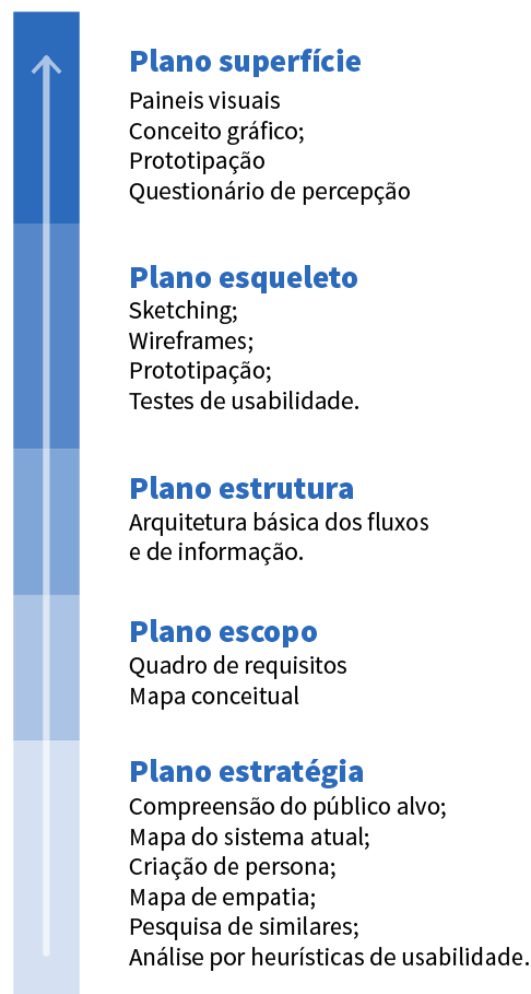 Plano superfície
Paineis visuais
Conceito gráfico;
Prototipação
Questionário de percepção
Plano esqueleto
Sketching;
Wireframes;
Prototipação;
Testes de usabilidade.
Plano estrutura
Arquitetura básica dos fluxos
e de informação.
Plano escopo
Quadro de requisitos
Mapa conceitual
Plano estratégia
Compreensão do público alvo;
Mapa do sistema atual;
Criação de persona;
Mapa de empatia;
Pesquisa de similares;
Análise por heurísticas de usabilidade.